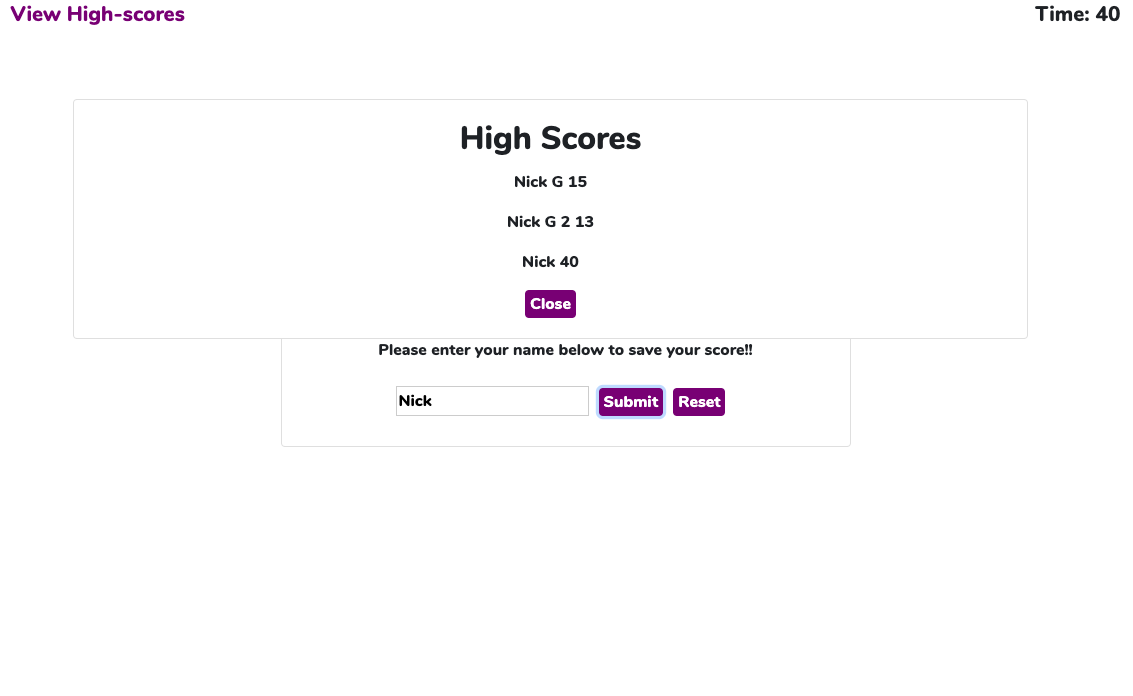 View High-scores
Time: 40
High Scores
Nick G 15
Nick G 2 13
Nick 40
Close
Please enter your name below to save your score!!
Nick Submit Reset